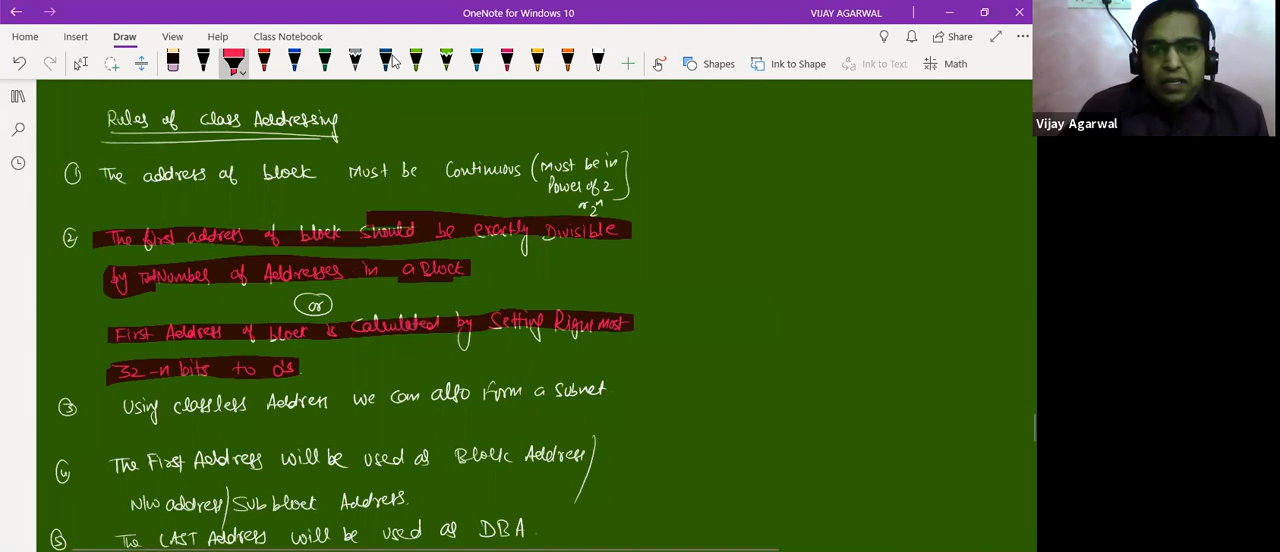 OneNote for Windows 10
VIJAY AGARWAL
Home Insert Draw View Help Class Notebook
Share
Shapes Ink to Shape Ink to Text Math
Rules of Class Addressing
① The address of block Must be Continuous (Must be in
Power of 2
or 2ⁿ
② The first address of block should be exactly Divisible
by Number of Addresses in a Block
or
First Address of block is Calculated by Setting Right most
32-n bits to 0's.
③ Using Classless Address we can also form a subnet
④ The First Address will be used as Block Address/
N/W address/Sub block Address.
⑤ The LAST Address will be used as DBA.
Vijay Agarwal